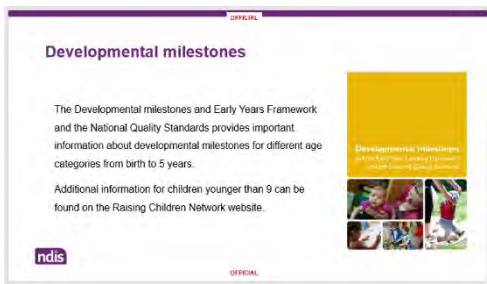 OFFICIAL
Developmental milestones
The Developmental milestones and Early Years Framework
and the National Quality Standards provides important
information about developmental milestones for different age
categories from birth to 5 years.
Additional information for children younger than 9 can be
found on the Raising Children Network website.
Developmental milestones
ndis
OFFICIAL